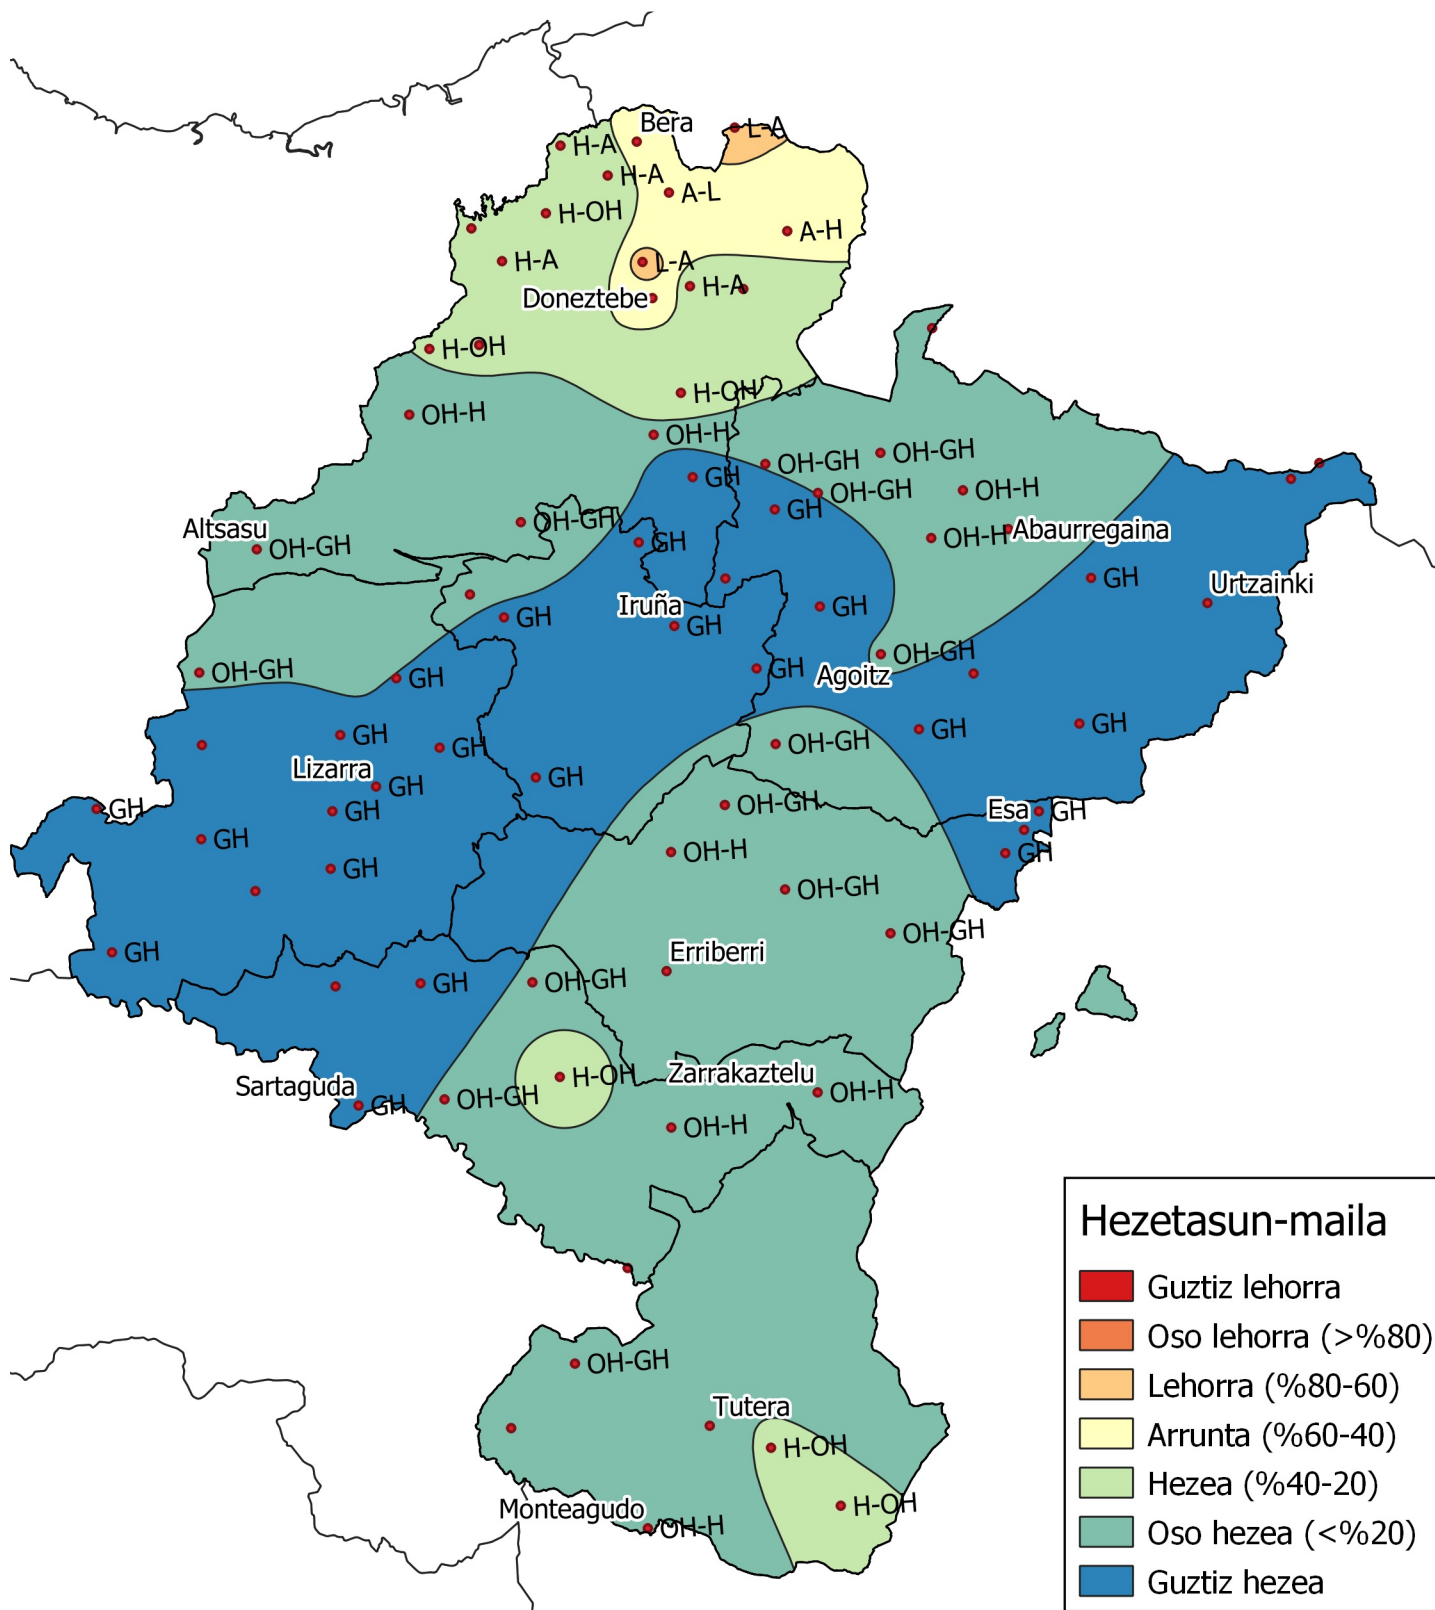 Bera
L-A
H-A
H-A
A-L
H-OH
A-H
H-A
L-A
H-A
Doneztebe
H-OH
H-OH
OH-H
OH-H
OH-GH
OH-GH
GH
OH-GH
OH-H
GH
OH-GH
Altsasu
OH-GH
GH
OH-H
Abaurregaina
GH
Urtzainki
Iruña
GH
GH
GH
OH-GH
OH-GH
GH
GH
Agoitz
GH
GH
GH
GH
OH-GH
Lizarra
GH
GH
GH
GH
OH-GH
Esa
GH
GH
OH-H
GH
GH
OH-GH
OH-GH
GH
Erriberri
GH
OH-GH
Zarrakaztelu
H-OH
Sartaguda
GH
OH-GH
OH-H
OH-H
OH-GH
Tutera
H-OH
Monteagudo
H-OH
OH-H
Hezetasun-maila
Guztiz lehorra
Oso lehorra (>%80)
Lehorra (%80-60)
Arrunta (%60-40)
Hezea (%40-20)
Oso hezea (<%20)
Guztiz hezea